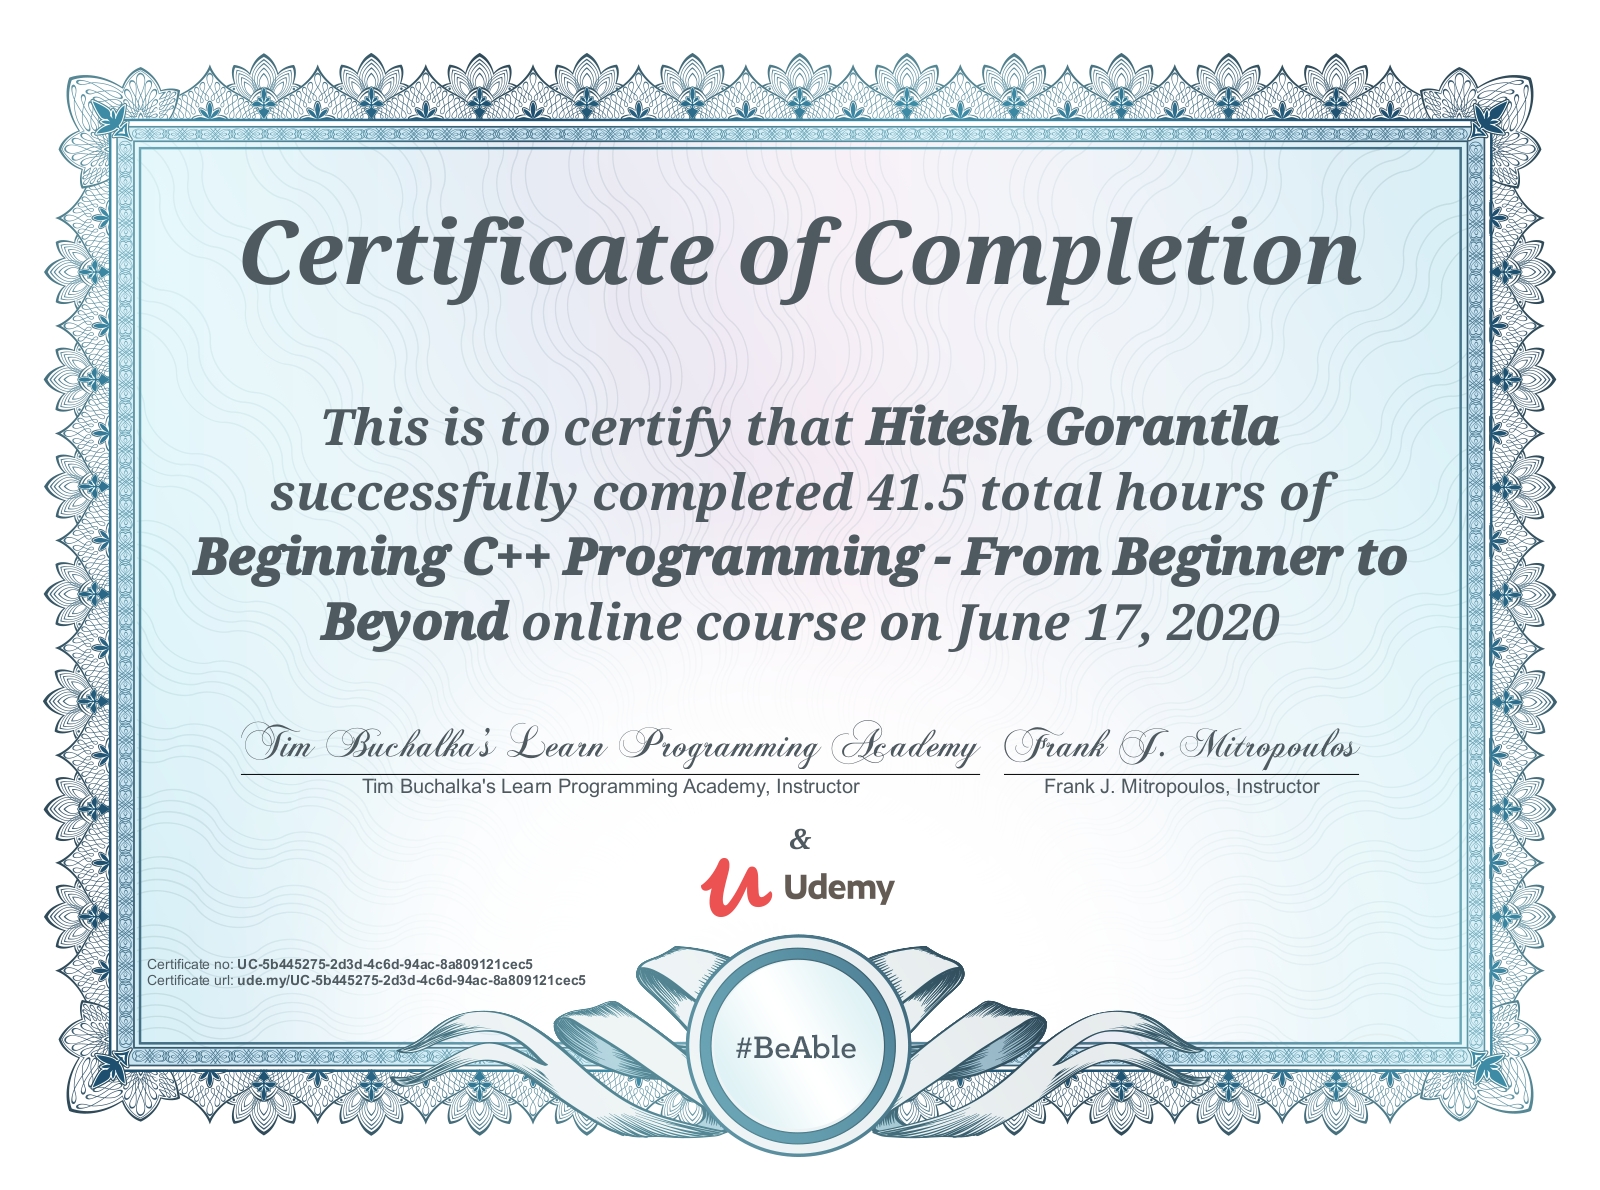 Certificate of Completion
This is to certify that Hitesh Gorantla
successfully completed 41.5 total hours of
Beginning C++ Programming - From Beginner to
Beyond online course on June 17, 2020
Tim Buchalka's Learn Programming Academy Frank J. Mitropoulos
Tim Buchalka's Learn Programming Academy, Instructor Frank J. Mitropoulos, Instructor
&
Udemy
Certificate no: UC-5b445275-2d3d-4c6d-94ac-8a809121cec5
Certificate url: ude.my/UC-5b445275-2d3d-4c6d-94ac-8a809121cec5
#BeAble